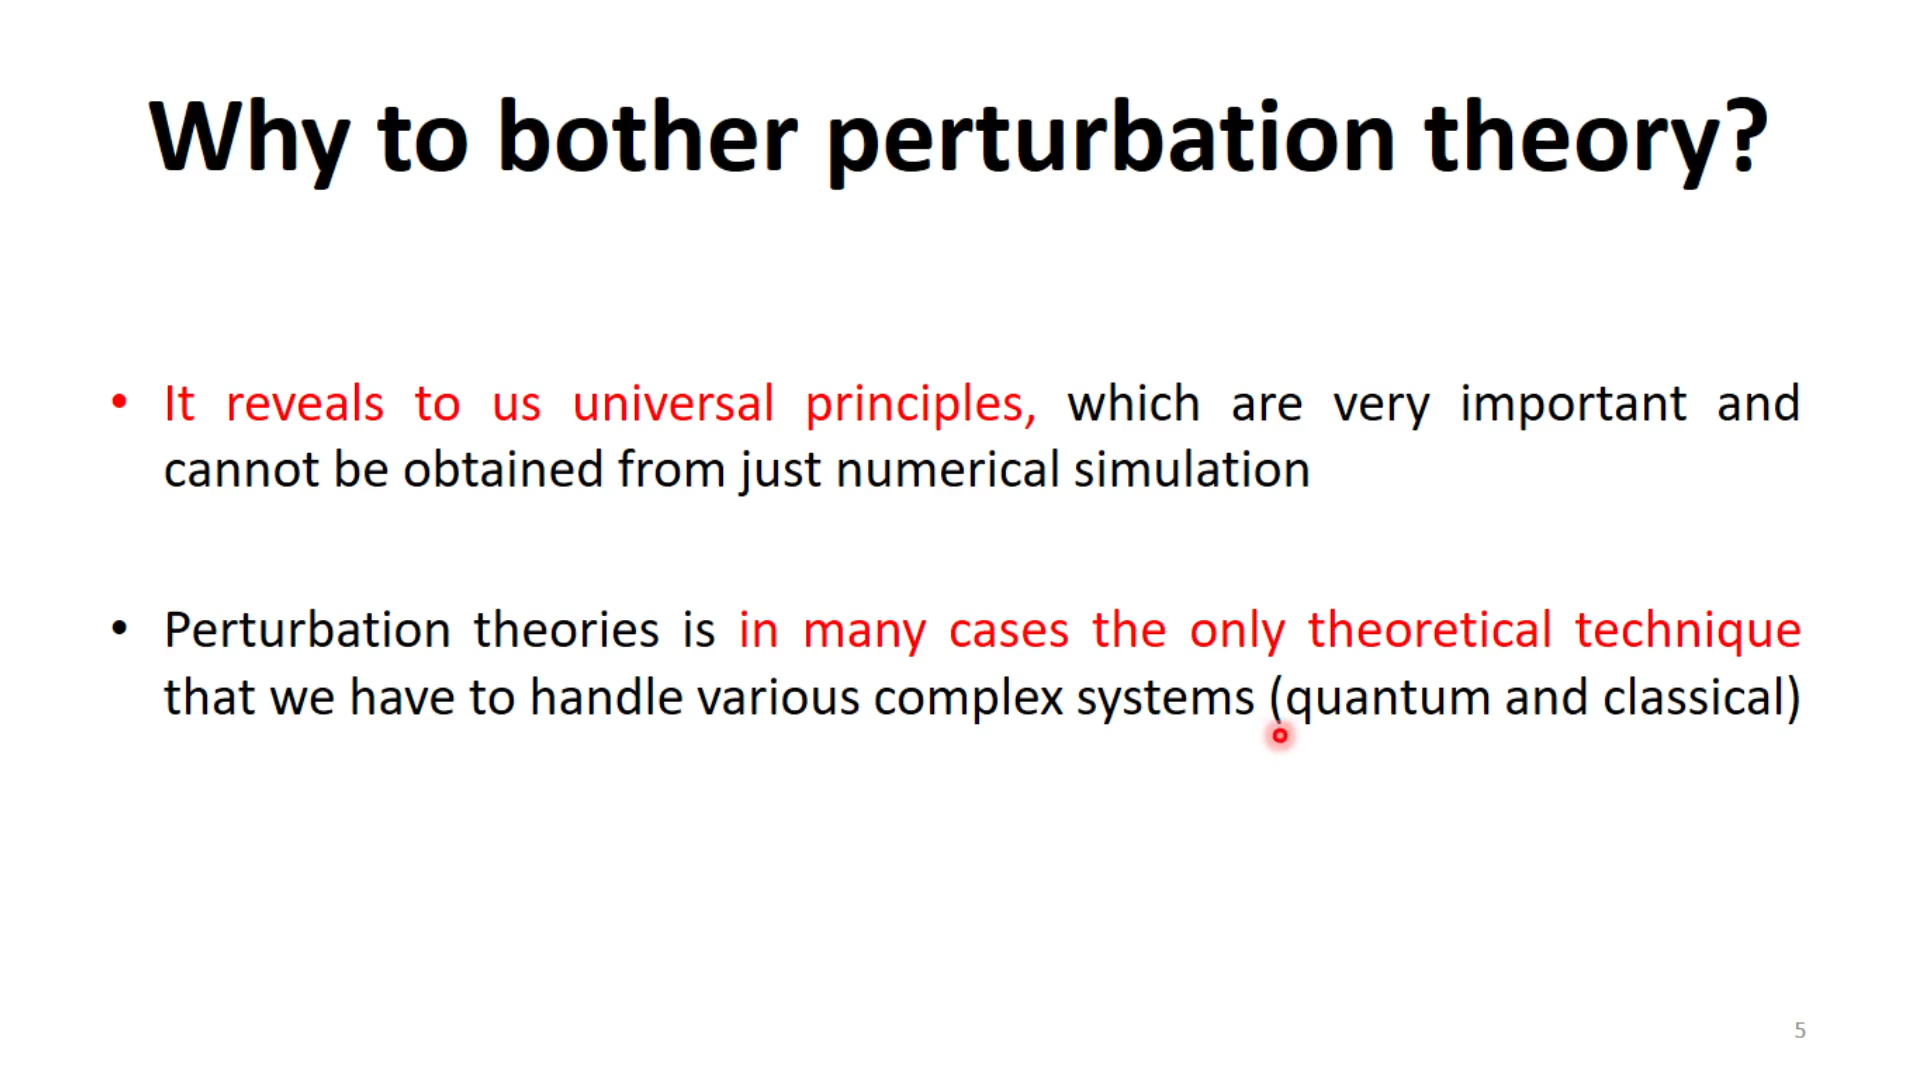 Why to bother perturbation theory?
• It reveals to us universal principles, which are very important and
cannot be obtained from just numerical simulation
• Perturbation theories is in many cases the only theoretical technique
that we have to handle various complex systems (quantum and classical)
5